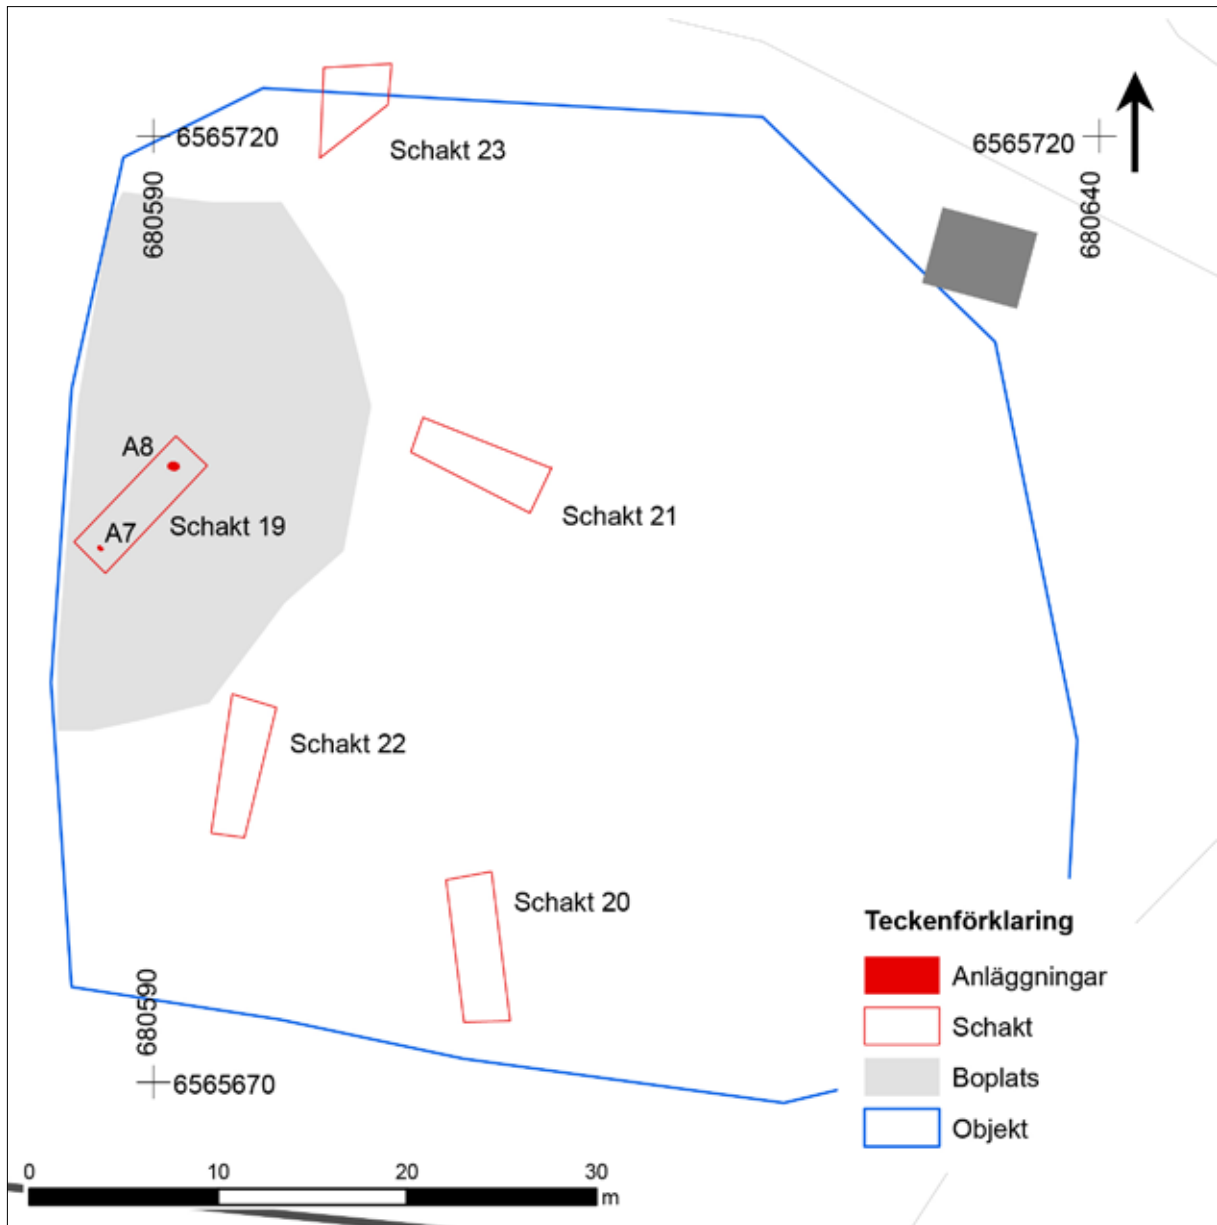 6565720
Schakt 23
6565720
680590
680640
A8
A7
Schakt 19
Schakt 21
Schakt 22
Schakt 20
680590
6565670
Teckenförklaring
Anläggningar
Schakt
Boplats
Objekt
0 10 20 30
m